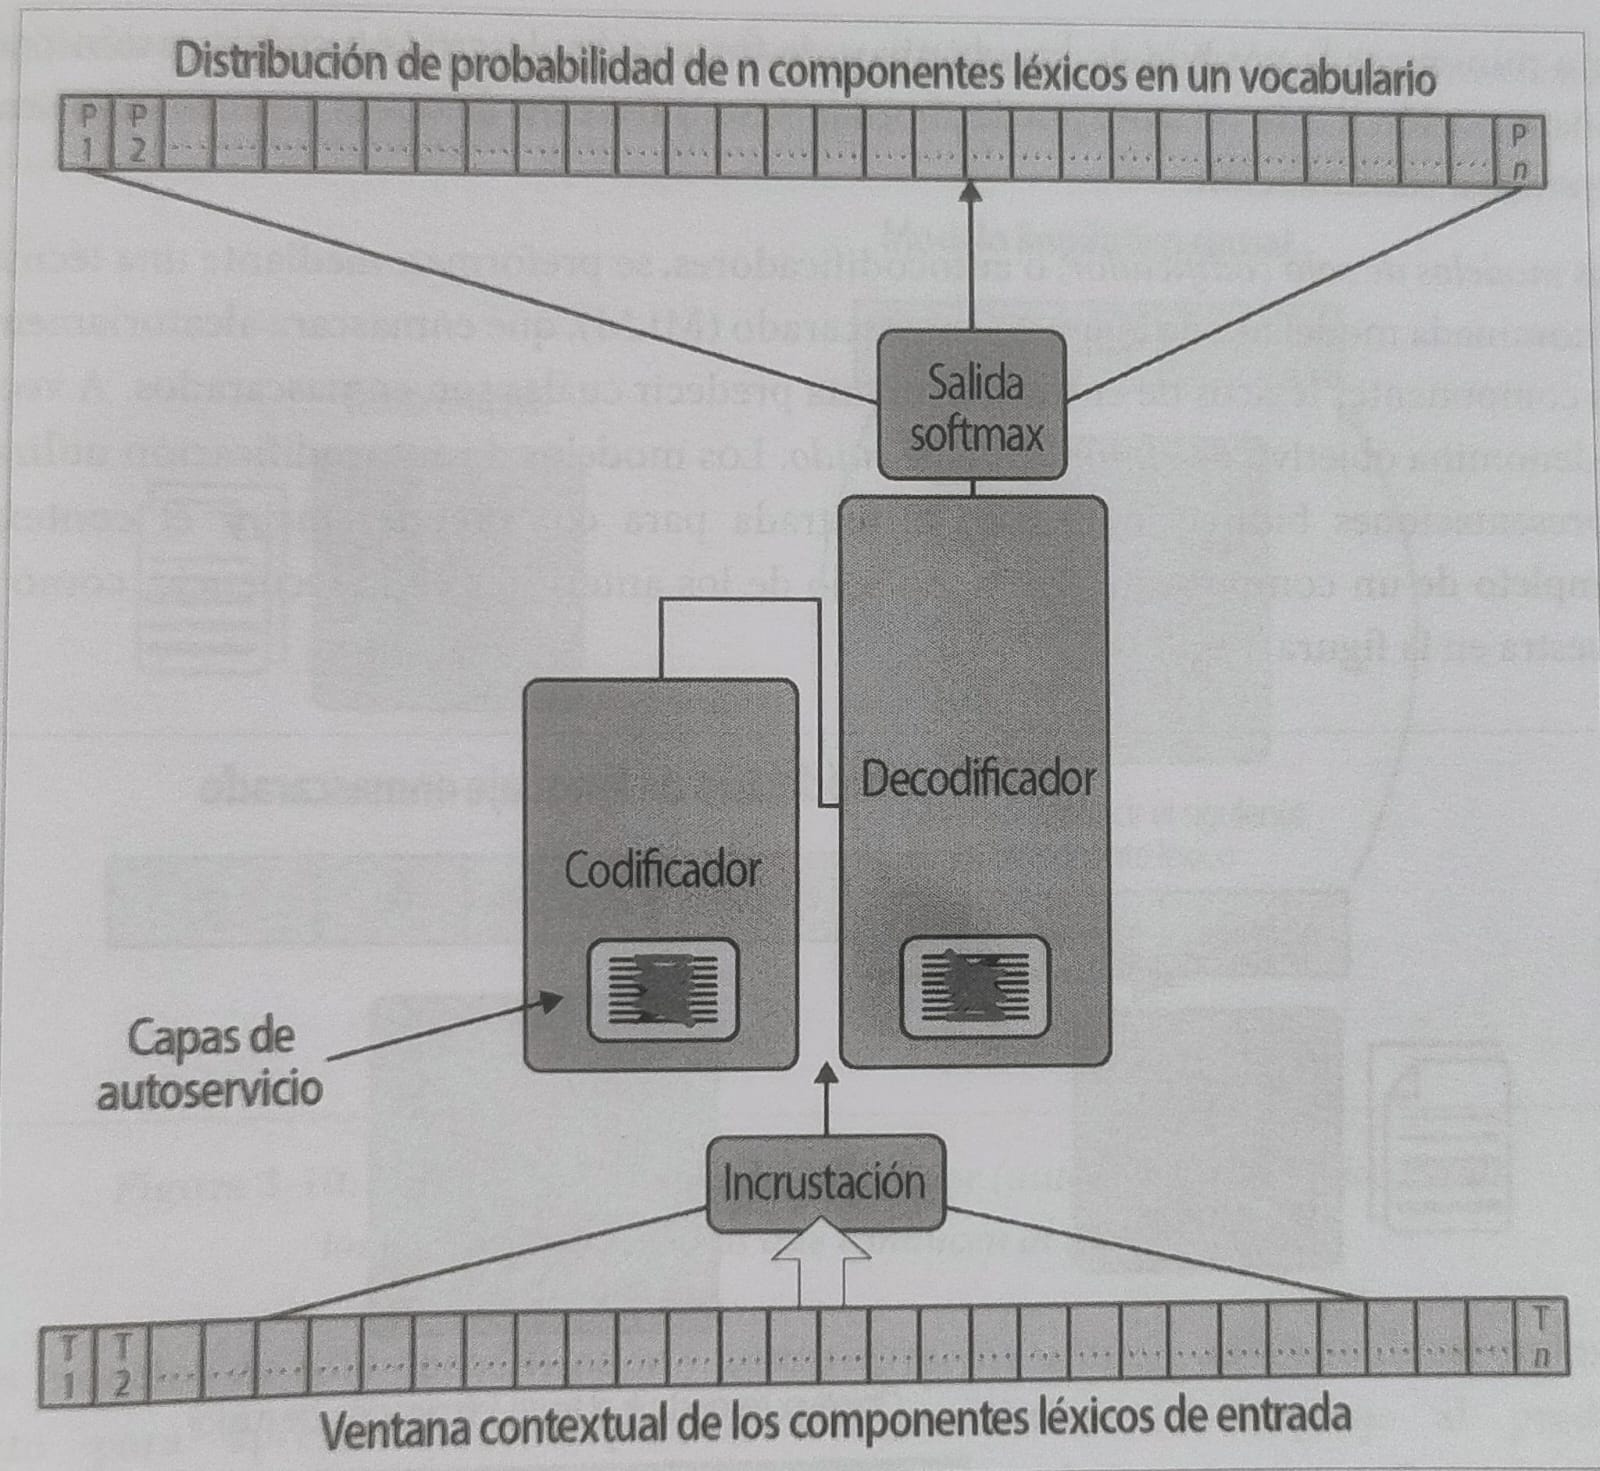 Distribución de probabilidad de n componentes léxicos en un vocabulario
P 1 P 2 ... P n
Salida
softmax
Decodificador
Codificador
Capas de
autoservicio
Incrustación
T 1 T 2 ... T n
Ventana contextual de los componentes léxicos de entrada